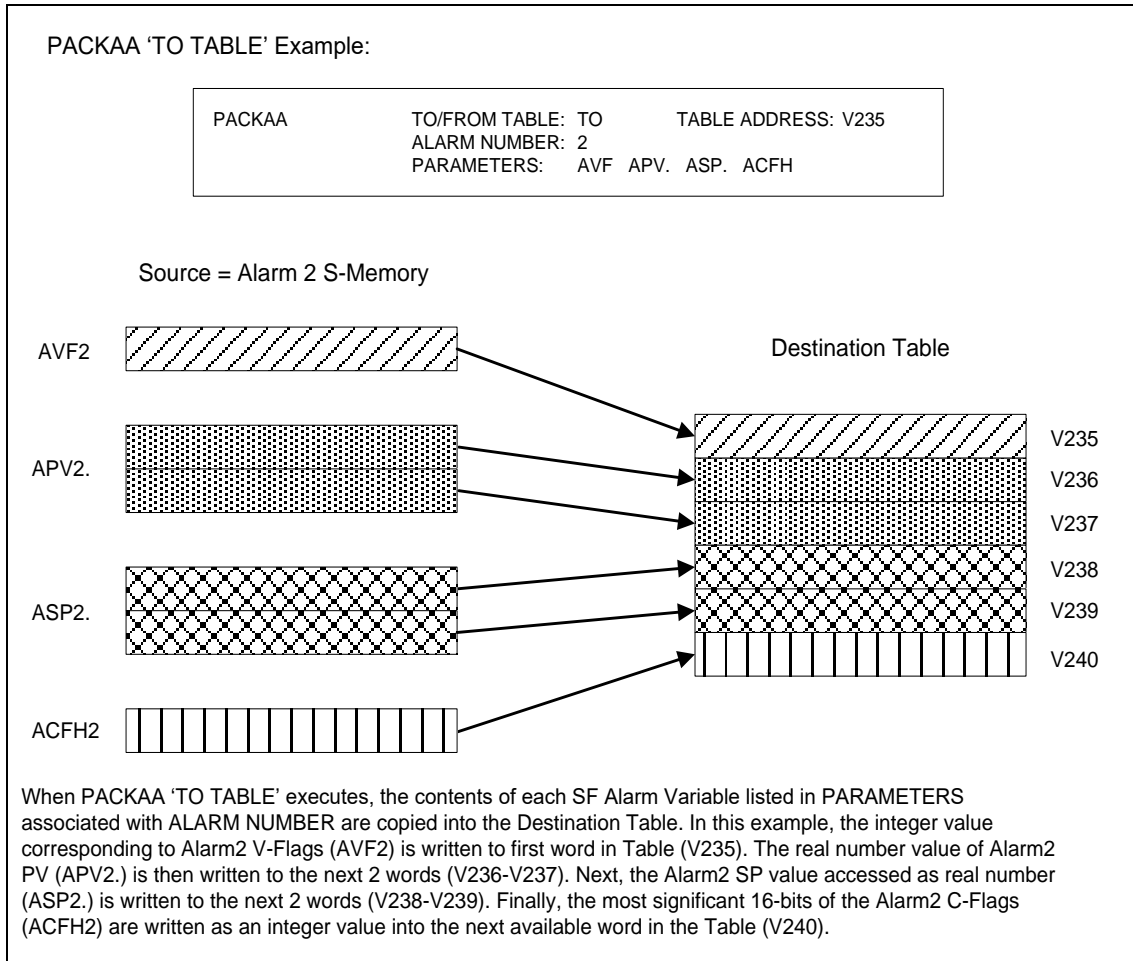 PACKAA ‘TO TABLE’ Example:
PACKAA TO/FROM TABLE: TO TABLE ADDRESS: V235
ALARM NUMBER: 2
PARAMETERS: AVF APV. ASP. ACFH
Source = Alarm 2 S-Memory
AVF2
Destination Table
V235
APV2.
V236
V237
V238
ASP2.
V239
V240
ACFH2
When PACKAA ‘TO TABLE’ executes, the contents of each SF Alarm Variable listed in PARAMETERS
associated with ALARM NUMBER are copied into the Destination Table. In this example, the integer value
corresponding to Alarm2 V-Flags (AVF2) is written to first word in Table (V235). The real number value of Alarm2
PV (APV2.) is then written to the next 2 words (V236-V237). Next, the Alarm2 SP value accessed as real number
(ASP2.) is written to the next 2 words (V238-V239). Finally, the most significant 16-bits of the Alarm2 C-Flags
(ACFH2) are written as an integer value into the next available word in the Table (V240).